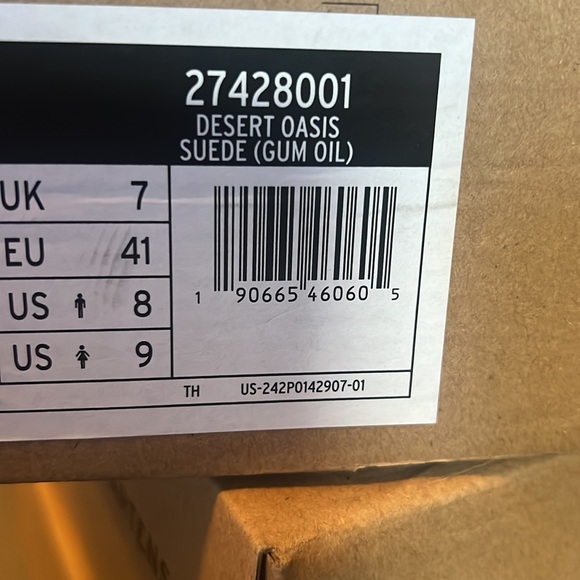 27428001
DESERT OASIS
SUEDE (GUM OIL)
UK 7
EU 41
US 8
US 9
1 90665 46060 5
TH US-242P0142907-01